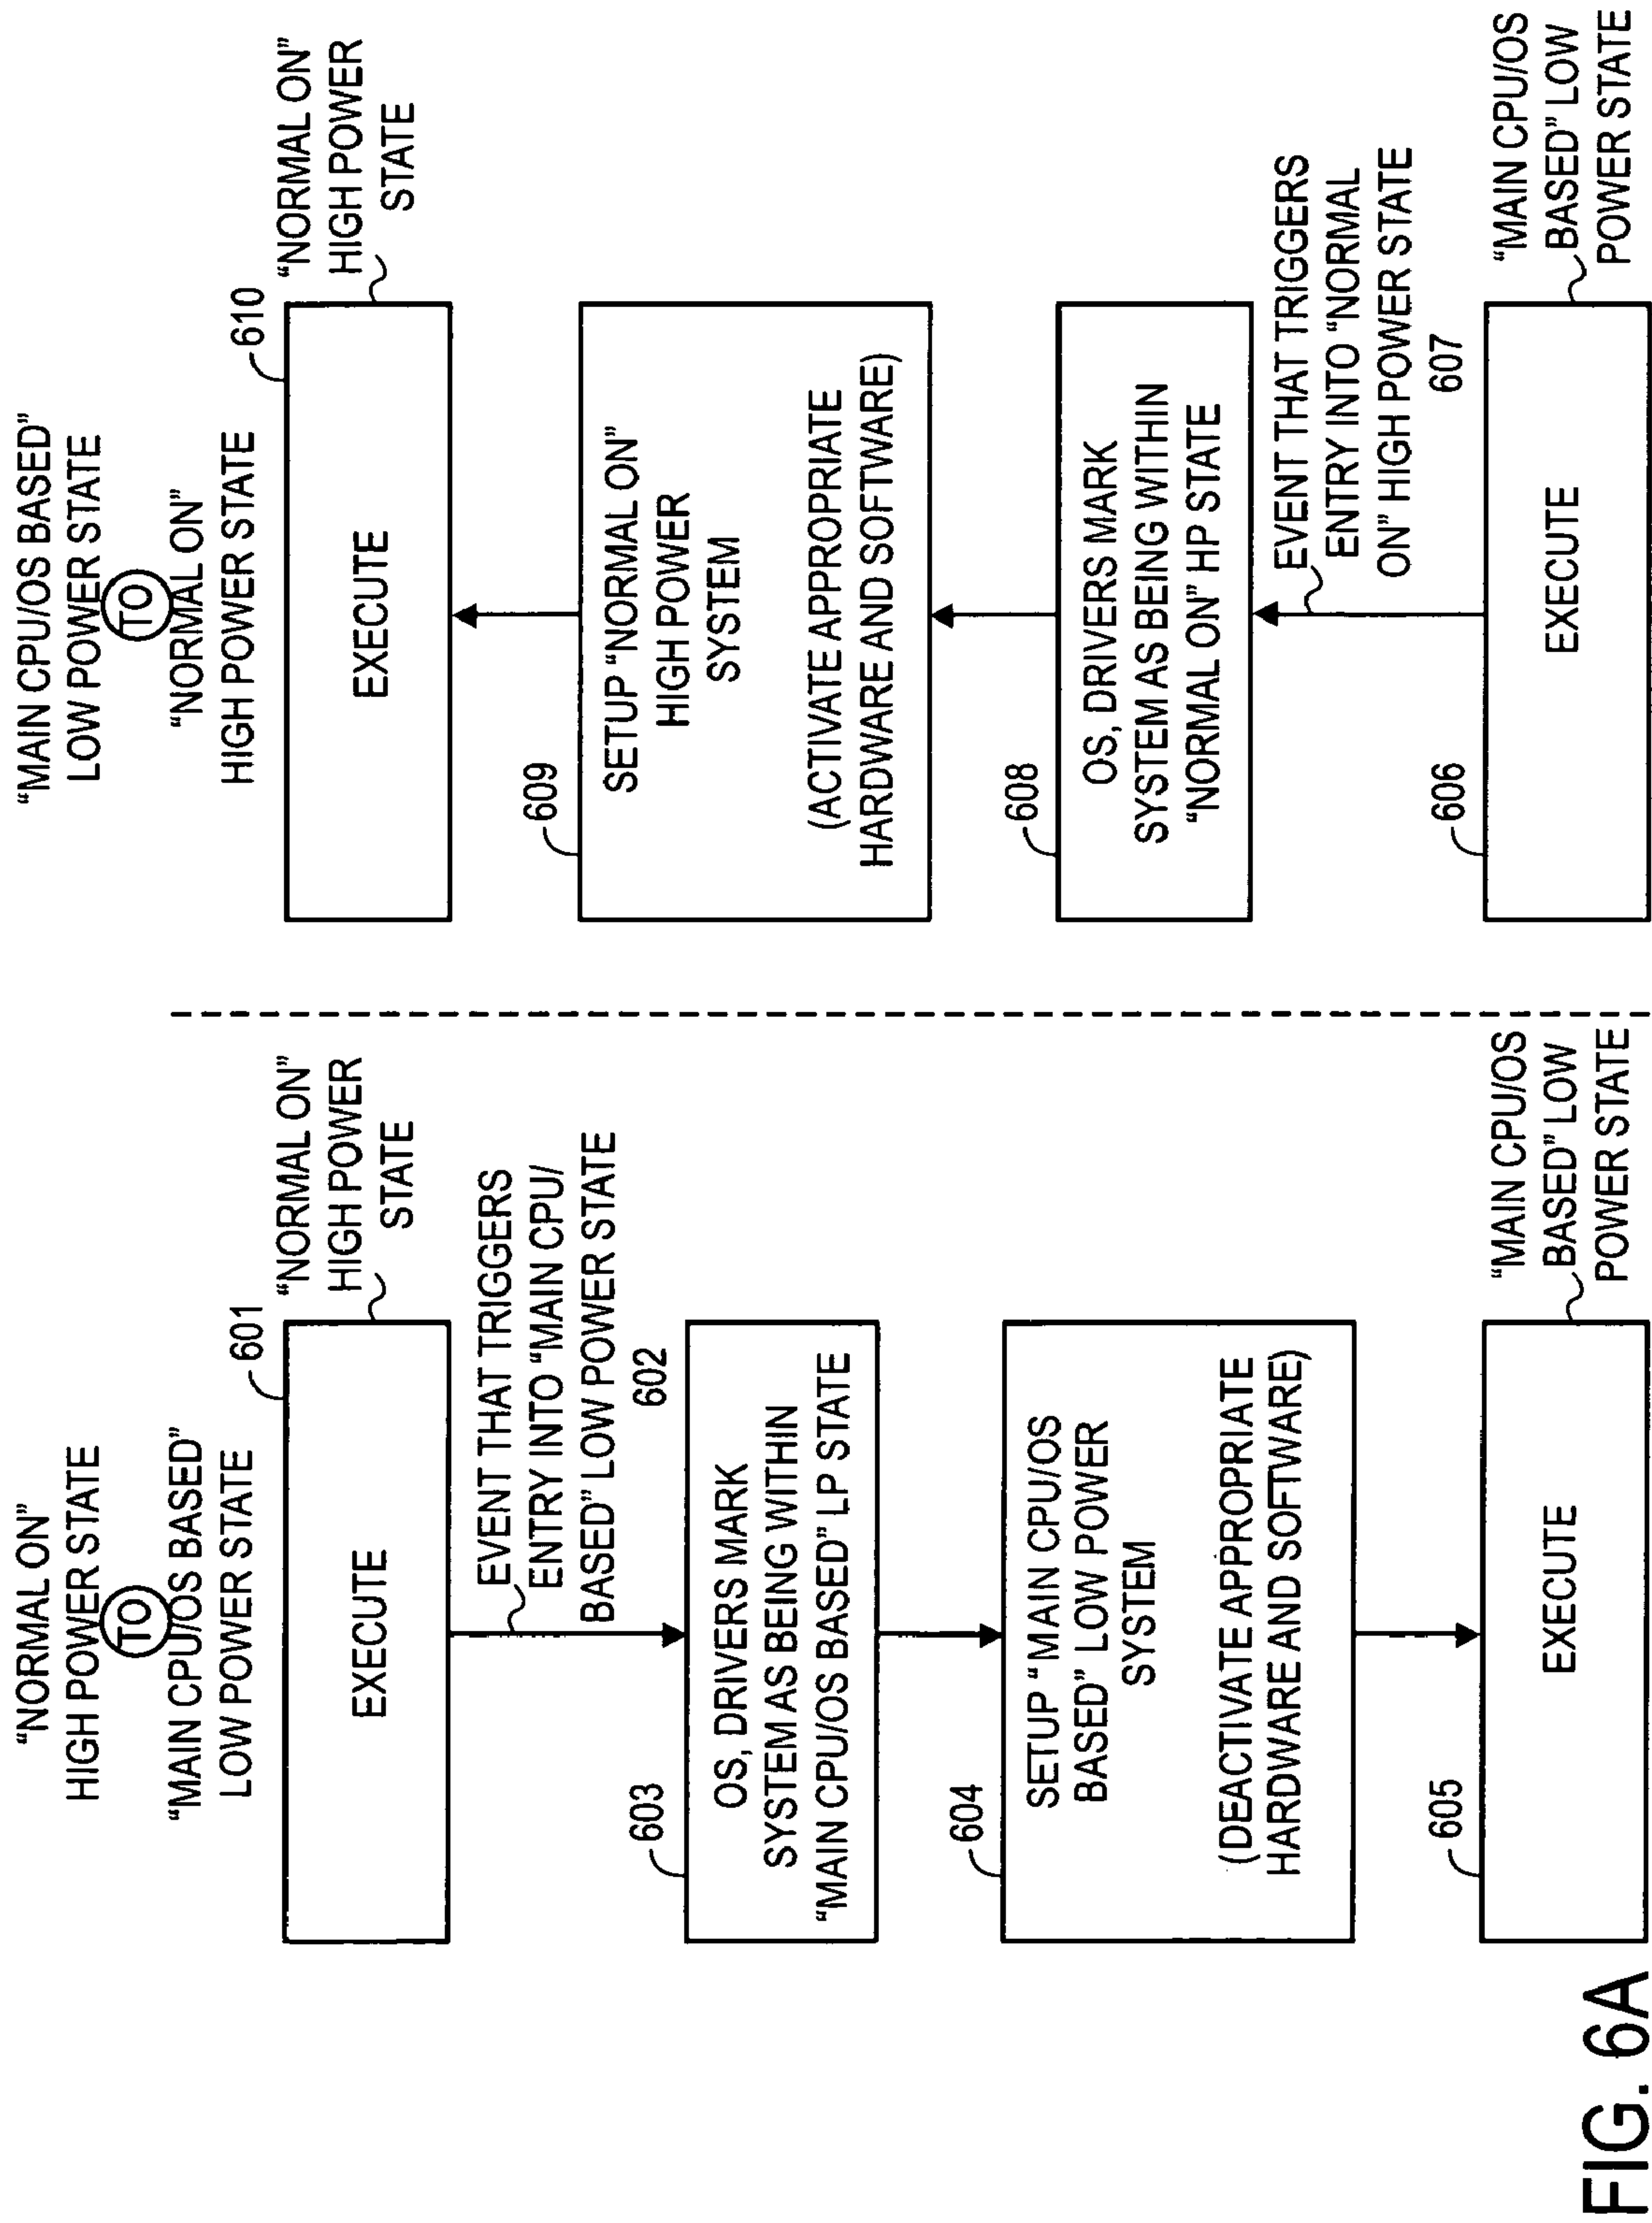 "NORMAL ON"
HIGH POWER STATE
TO
"MAIN CPU/OS BASED"
LOW POWER STATE
601
EXECUTE
"NORMAL ON"
HIGH POWER
STATE
EVENT THAT TRIGGERS
ENTRY INTO "MAIN CPU/
BASED" LOW POWER STATE
602
603
OS, DRIVERS MARK
SYSTEM AS BEING WITHIN
"MAIN CPU/OS BASED" LP STATE
604
SETUP "MAIN CPU/OS
BASED" LOW POWER
SYSTEM
(DEACTIVATE APPROPRIATE
HARDWARE AND SOFTWARE)
605
EXECUTE
"MAIN CPU/OS
BASED" LOW
POWER STATE
"MAIN CPU/OS BASED"
LOW POWER STATE
TO
"NORMAL ON"
HIGH POWER STATE
610
EXECUTE
"NORMAL ON"
HIGH POWER
STATE
609
SETUP "NORMAL ON"
HIGH POWER
SYSTEM
(ACTIVATE APPROPRIATE
HARDWARE AND SOFTWARE)
608
OS, DRIVERS MARK
SYSTEM AS BEING WITHIN
"NORMAL ON" HP STATE
EVENT THAT TRIGGERS
ENTRY INTO "NORMAL
ON" HIGH POWER STATE
607
606
EXECUTE
"MAIN CPU/OS
BASED" LOW
POWER STATE
FIG. 6A